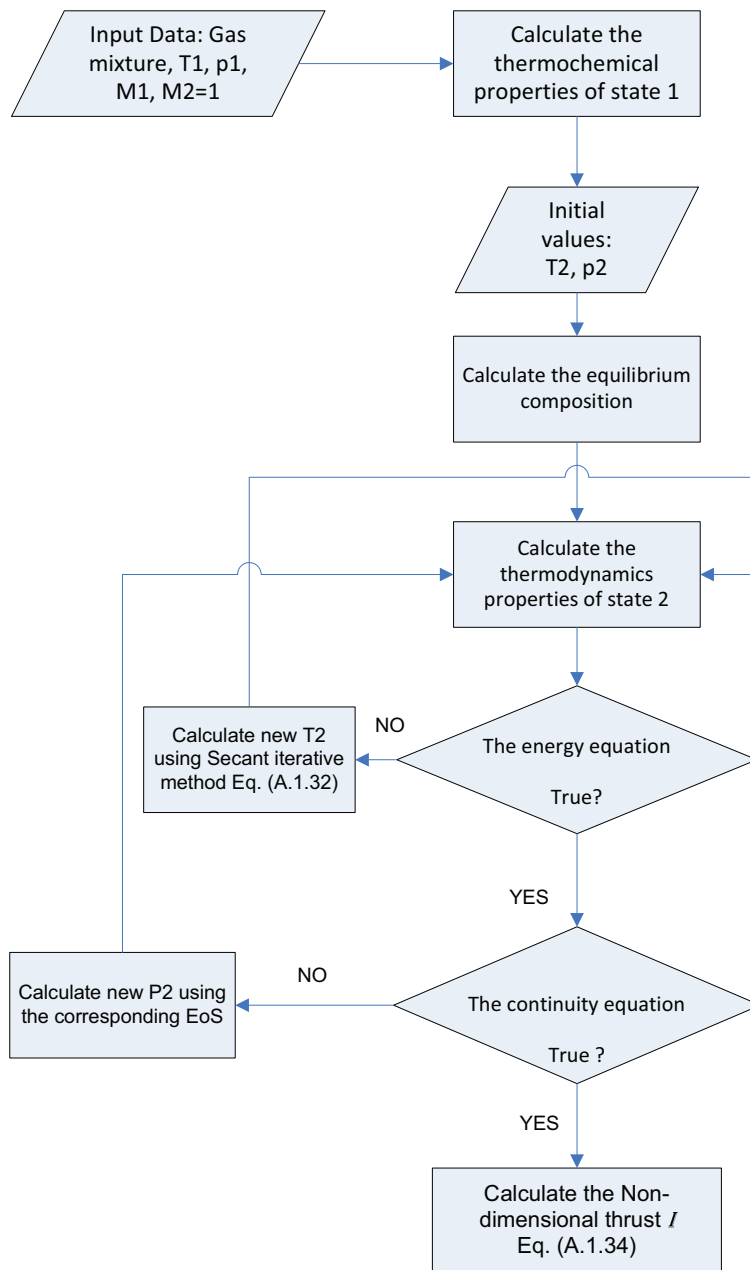 Input Data: Gas
mixture, T1, p1,
M1, M2=1
Calculate the
thermochemical
properties of state 1
Initial
values:
T2, p2
Calculate the equilibrium
composition
Calculate the
thermodynamics
properties of state 2
Calculate new T2
using Secant iterative
method Eq. (A.1.32)
NO
The energy equation
True?
YES
Calculate new P2 using
the corresponding EoS
NO
The continuity equation
True ?
YES
Calculate the Non-
dimensional thrust I
Eq. (A.1.34)